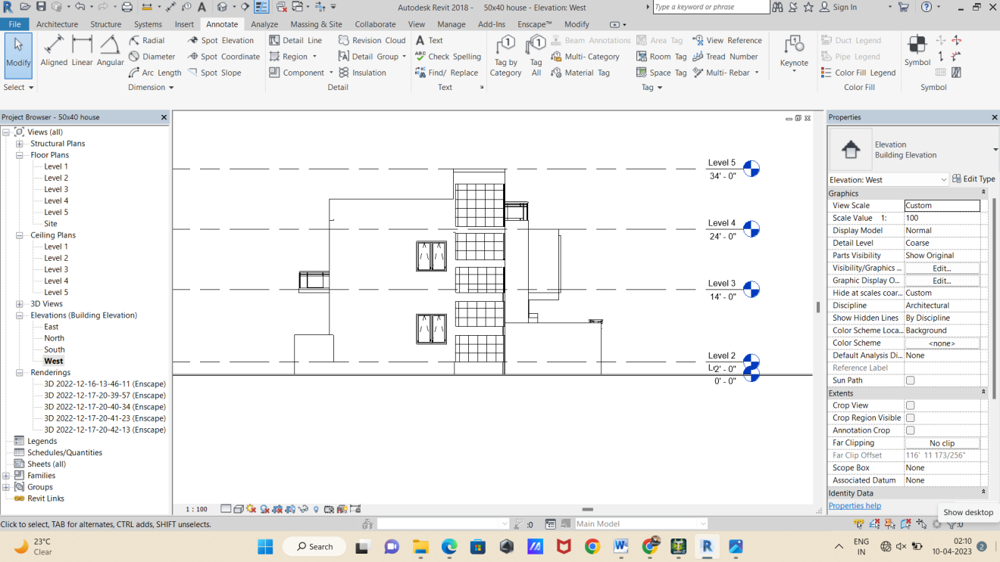 Autodesk Revit 2018 - 50x40 house - Elevation: West
Type a keyword or phrase
Sign In
File Architecture Structure Systems Insert Annotate Analyze Massing & Site Collaborate View Manage Add-Ins Enscape™ Modify
Modify
Select
Aligned Linear Angular
Radial
Diameter
Arc Length
Spot Elevation
Spot Coordinate
Spot Slope
Dimension
Detail Line
Region
Component
Revision Cloud
Detail Group
Insulation
Detail
A Text
ABC Check Spelling
Find/ Replace
Text
Tag by Category
Tag All
Beam Annotations
Multi- Category
Material Tag
Area Tag
Room Tag
Space Tag
View Reference
Tread Number
Multi- Rebar
Tag
Keynote
Duct Legend
Pipe Legend
Color Fill Legend
Color Fill
Symbol
Symbol
Project Browser - 50x40 house
Views (all)
Structural Plans
Floor Plans
Level 1
Level 2
Level 3
Level 4
Level 5
Site
Ceiling Plans
Level 1
Level 2
Level 3
Level 4
Level 5
3D Views
Elevations (Building Elevation)
East
North
South
West
Renderings
3D 2022-12-16-13-46-11 (Enscape)
3D 2022-12-17-20-39-57 (Enscape)
3D 2022-12-17-20-40-34 (Enscape)
3D 2022-12-17-20-41-23 (Enscape)
3D 2022-12-17-20-42-13 (Enscape)
Legends
Schedules/Quantities
Sheets (all)
Families
Groups
Revit Links
Level 5
34' - 0"
Level 4
24' - 0"
Level 3
14' - 0"
Level 2
2' - 0"
0' - 0"
1 : 100
Properties
Elevation
Building Elevation
Elevation: West
Edit Type
Graphics
View Scale Custom
Scale Value 1: 100
Display Model Normal
Detail Level Coarse
Parts Visibility Show Original
Visibility/Graphics ... Edit...
Graphic Display O... Edit...
Hide at scales coar... Custom
Discipline Architectural
Show Hidden Lines By Discipline
Color Scheme Loca... Background
Color Scheme <none>
Default Analysis Di... None
Reference Label
Sun Path
Extents
Crop View
Crop Region Visible
Annotation Crop
Far Clipping No clip
Far Clip Offset 116' 11 173/256"
Scope Box None
Associated Datum None
Identity Data
Properties help
Show desktop
Click to select, TAB for alternates, CTRL adds, SHIFT unselects.
:0
Main Model
:0
23°C
Clear
Search
ENG
IN
02:10
10-04-2023
2